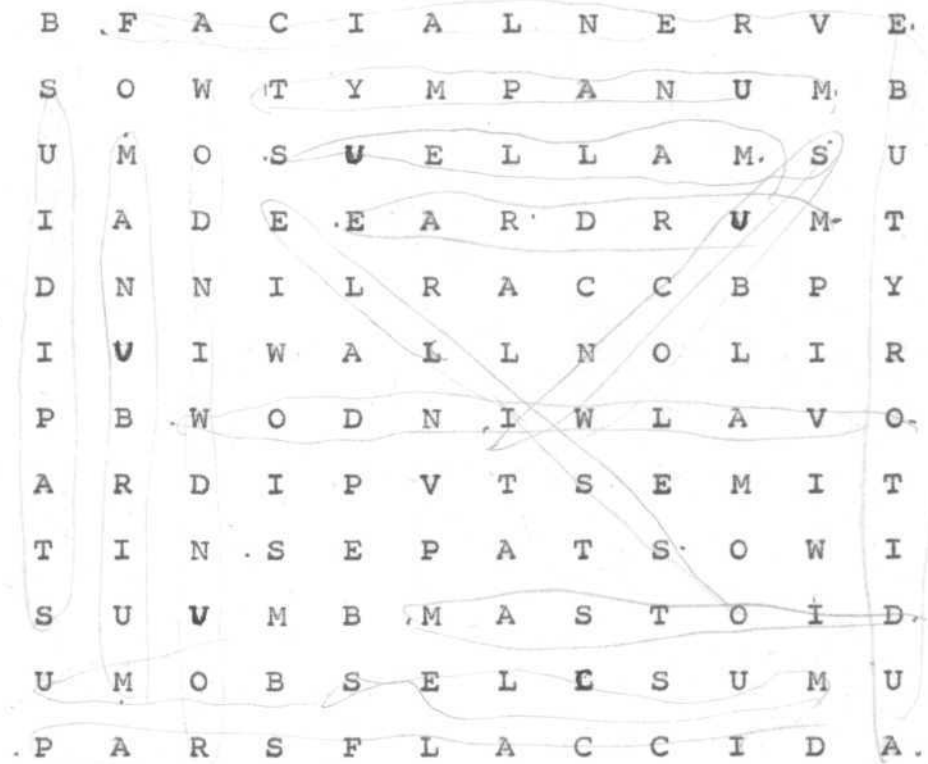 B F A C I A L N E R V E
S O W T Y M P A N U M B
U M O S U E L L A M S U
I A D E E A R D R U M T
D N N I L R A C C B P Y
I U I W A L L N O L I R
P B W O D N I W L A V O
A R D I P V T S E M I T
T I N S E P A T S O W I
S U U M B M A S T O I D
U M O B S E L C S U M U
P A R S F L A C C I D A